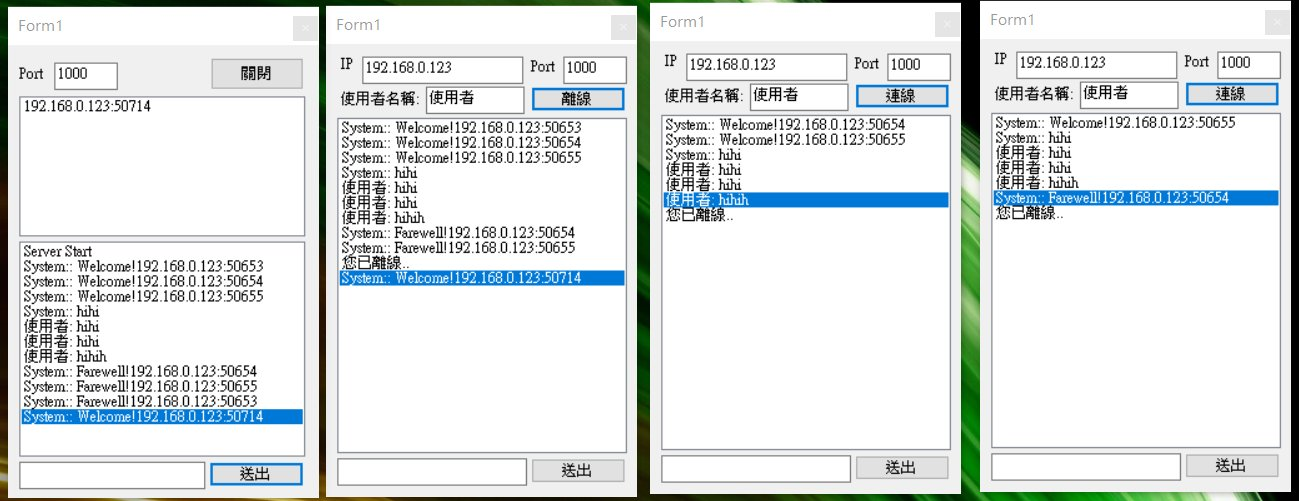 Form1
Port 1000 關閉
192.168.0.123:50714
Server Start
System:: Welcome!192.168.0.123:50653
System:: Welcome!192.168.0.123:50654
System:: Welcome!192.168.0.123:50655
System:: hihi
使用者: hihi
使用者: hihi
使用者: hihih
System:: Farewell!192.168.0.123:50654
System:: Farewell!192.168.0.123:50655
System:: Farewell!192.168.0.123:50653
System:: Welcome!192.168.0.123:50714
送出
Form1
IP 192.168.0.123 Port 1000
使用者名稱: 使用者 離線
System:: Welcome!192.168.0.123:50653
System:: Welcome!192.168.0.123:50654
System:: Welcome!192.168.0.123:50655
System:: hihi
使用者: hihi
使用者: hihi
使用者: hihih
System:: Farewell!192.168.0.123:50654
System:: Farewell!192.168.0.123:50655
您已離線..
System:: Welcome!192.168.0.123:50714
送出
Form1
IP 192.168.0.123 Port 1000
使用者名稱: 使用者 連線
System:: Welcome!192.168.0.123:50654
System:: Welcome!192.168.0.123:50655
System:: hihi
使用者: hihi
使用者: hihi
使用者: hihih
您已離線..
送出
Form1
IP 192.168.0.123 Port 1000
使用者名稱: 使用者 連線
System:: Welcome!192.168.0.123:50655
System:: hihi
使用者: hihi
使用者: hihi
使用者: hihih
System:: Farewell!192.168.0.123:50654
您已離線..
送出